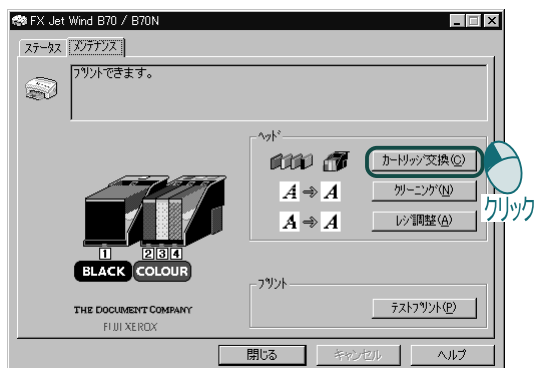 FX Jet Wind B70 / B70N
ステータス メンテナンス
プリントできます。
ヘッド
カートリッジ交換(C)
A ⇒ A クリーニング(N)
クリック
A ⇒ A レジ調整(A)
1 2 3 4
BLACK COLOUR
プリント
テストプリント(P)
THE DOCUMENT COMPANY
FUJI XEROX
閉じる キャンセル ヘルプ